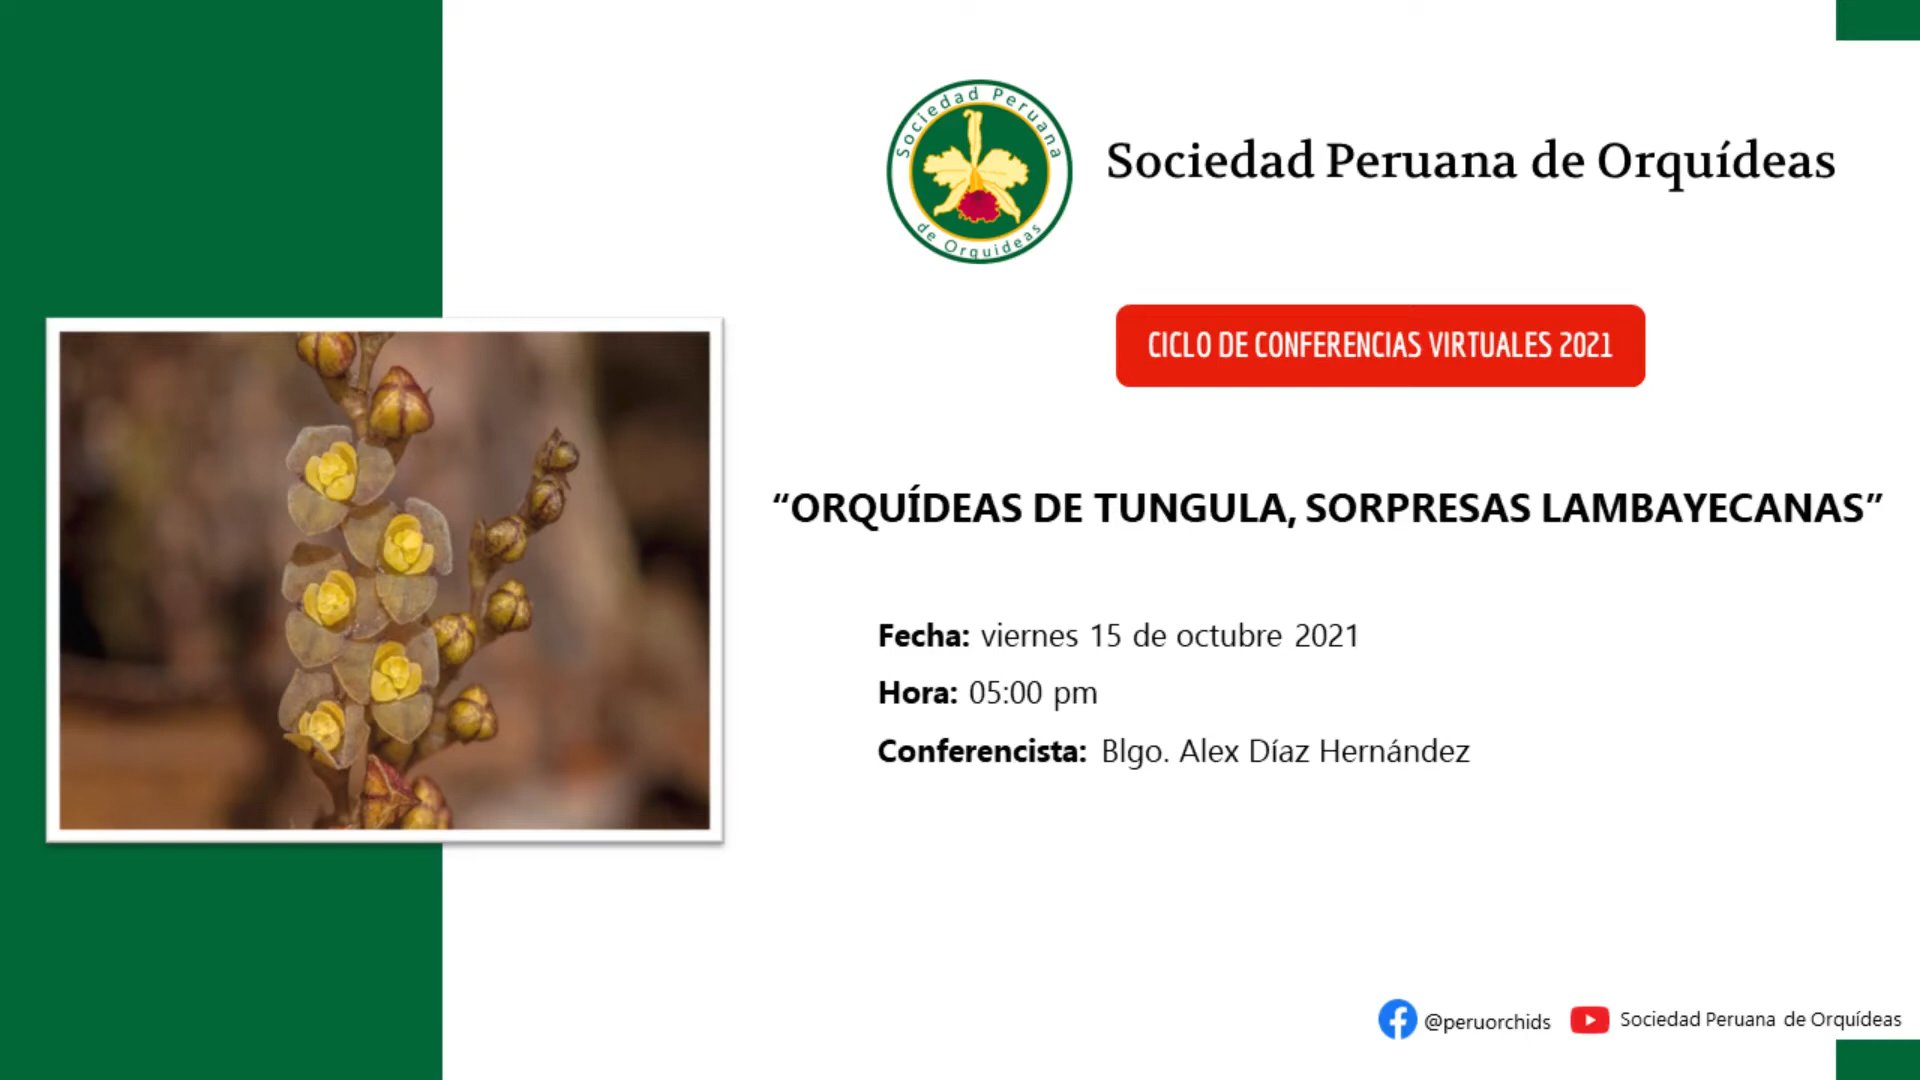 Sociedad Peruana
de Orquideas
Sociedad Peruana de Orquídeas
CICLO DE CONFERENCIAS VIRTUALES 2021
“ORQUÍDEAS DE TUNGULA, SORPRESAS LAMBAYECANAS”
Fecha: viernes 15 de octubre 2021
Hora: 05:00 pm
Conferencista: Blgo. Alex Díaz Hernández
@peruorchids Sociedad Peruana de Orquídeas